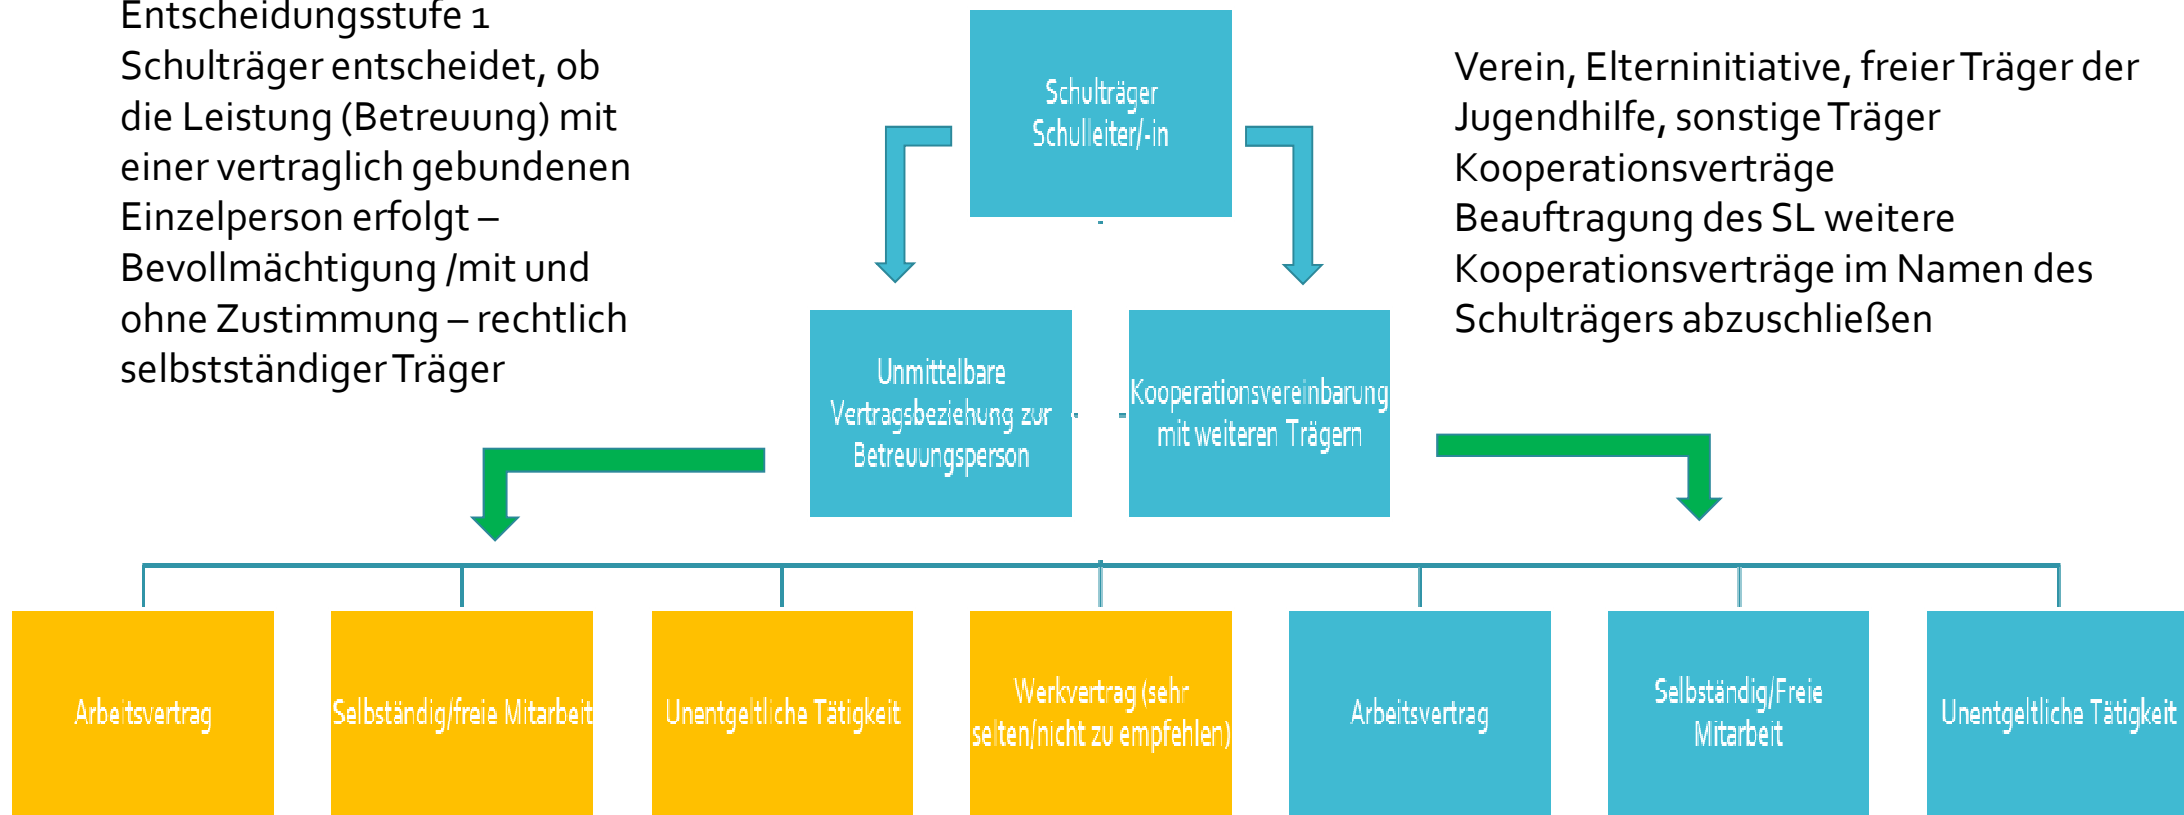 Entscheidungsstufe 1
Schulträger entscheidet, ob
die Leistung (Betreuung) mit
einer vertraglich gebundenen
Einzelperson erfolgt –
Bevollmächtigung /mit und
ohne Zustimmung – rechtlich
selbstständiger Träger
Schulträger
Schulleiter/-in
Verein, Elterninitiative, freier Träger der
Jugendhilfe, sonstige Träger
Kooperationsverträge
Beauftragung des SL weitere
Kooperationsverträge im Namen des
Schulträgers abzuschließen
Unmittelbare
Vertragsbeziehung zur
Betreuungsperson
Kooperationsvereinbarung
mit weiteren Trägern
Arbeitsvertrag
Selbständig/freie Mitarbeit
Unentgeltliche Tätigkeit
Werkvertrag (sehr
selten/nicht zu empfehlen)
Arbeitsvertrag
Selbständig/Freie
Mitarbeit
Unentgeltliche Tätigkeit